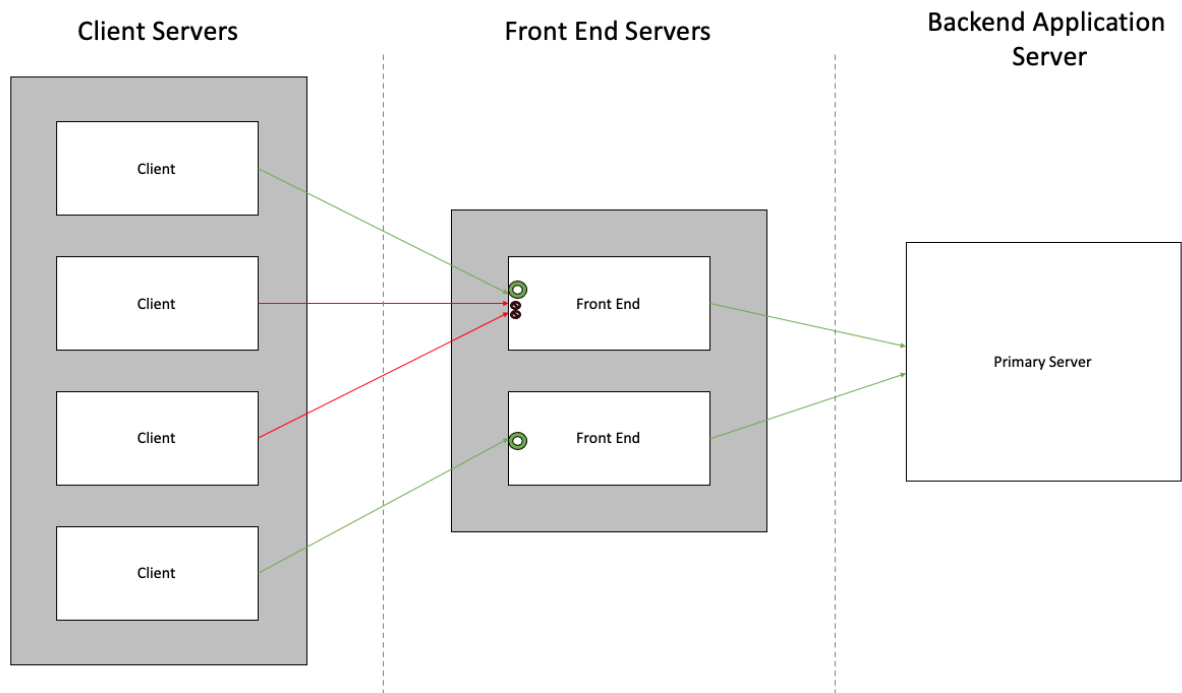 Client Servers
Front End Servers
Backend Application
Server
Client
Client
Client
Client
Front End
Front End
Primary Server